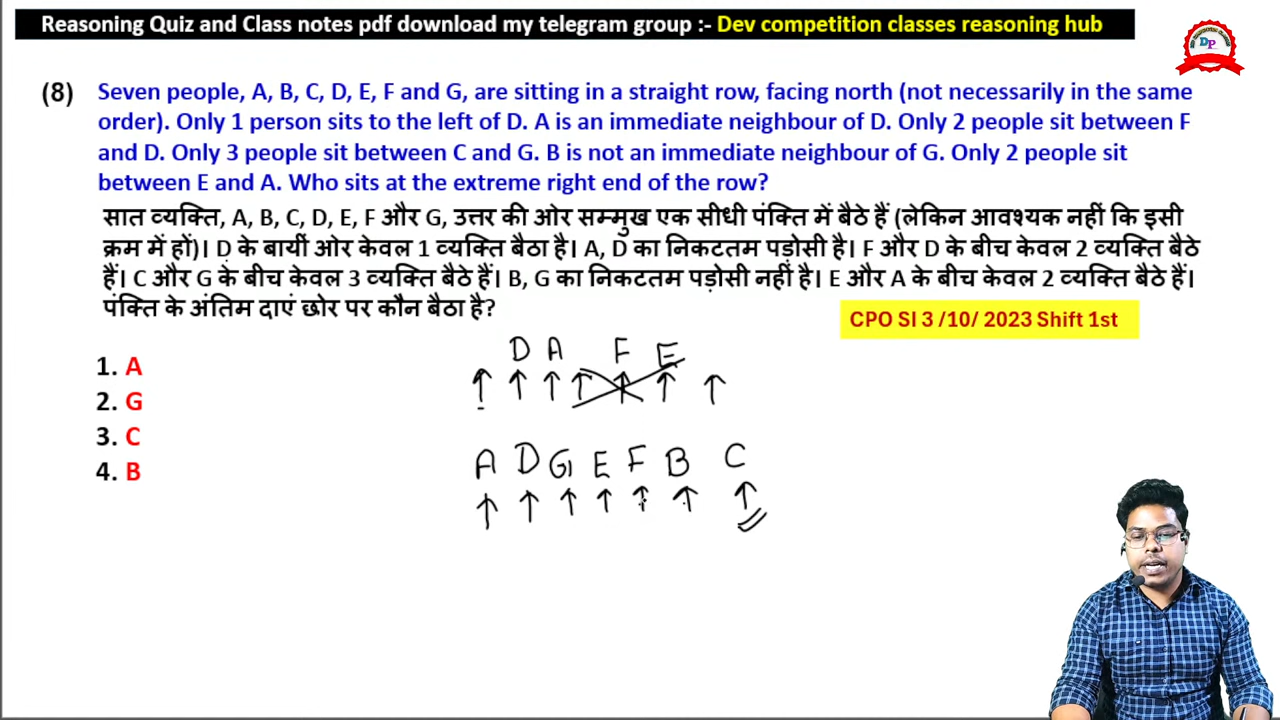 Reasoning Quiz and Class notes pdf download my telegram group :- Dev competition classes reasoning hub
DP
(8) Seven people, A, B, C, D, E, F and G, are sitting in a straight row, facing north (not necessarily in the same
order). Only 1 person sits to the left of D. A is an immediate neighbour of D. Only 2 people sit between F
and D. Only 3 people sit between C and G. B is not an immediate neighbour of G. Only 2 people sit
between E and A. Who sits at the extreme right end of the row?
सात व्यक्ति, A, B, C, D, E, F और G, उत्तर की ओर सम्मुख एक सीधी पंक्ति में बैठे हैं (लेकिन आवश्यक नहीं कि इसी
क्रम में हों)। D के बायीं ओर केवल 1 व्यक्ति बैठा है। A, D का निकटतम पड़ोसी है। F और D के बीच केवल 2 व्यक्ति बैठे
हैं। C और G के बीच केवल 3 व्यक्ति बैठे हैं। B, G का निकटतम पड़ोसी नहीं है। E और A के बीच केवल 2 व्यक्ति बैठे हैं।
पंक्ति के अंतिम दाएं छोर पर कौन बैठा है?
CPO SI 3 /10/ 2023 Shift 1st
1. A
2. G
3. C
4. B
D A F E
A D G E F B C